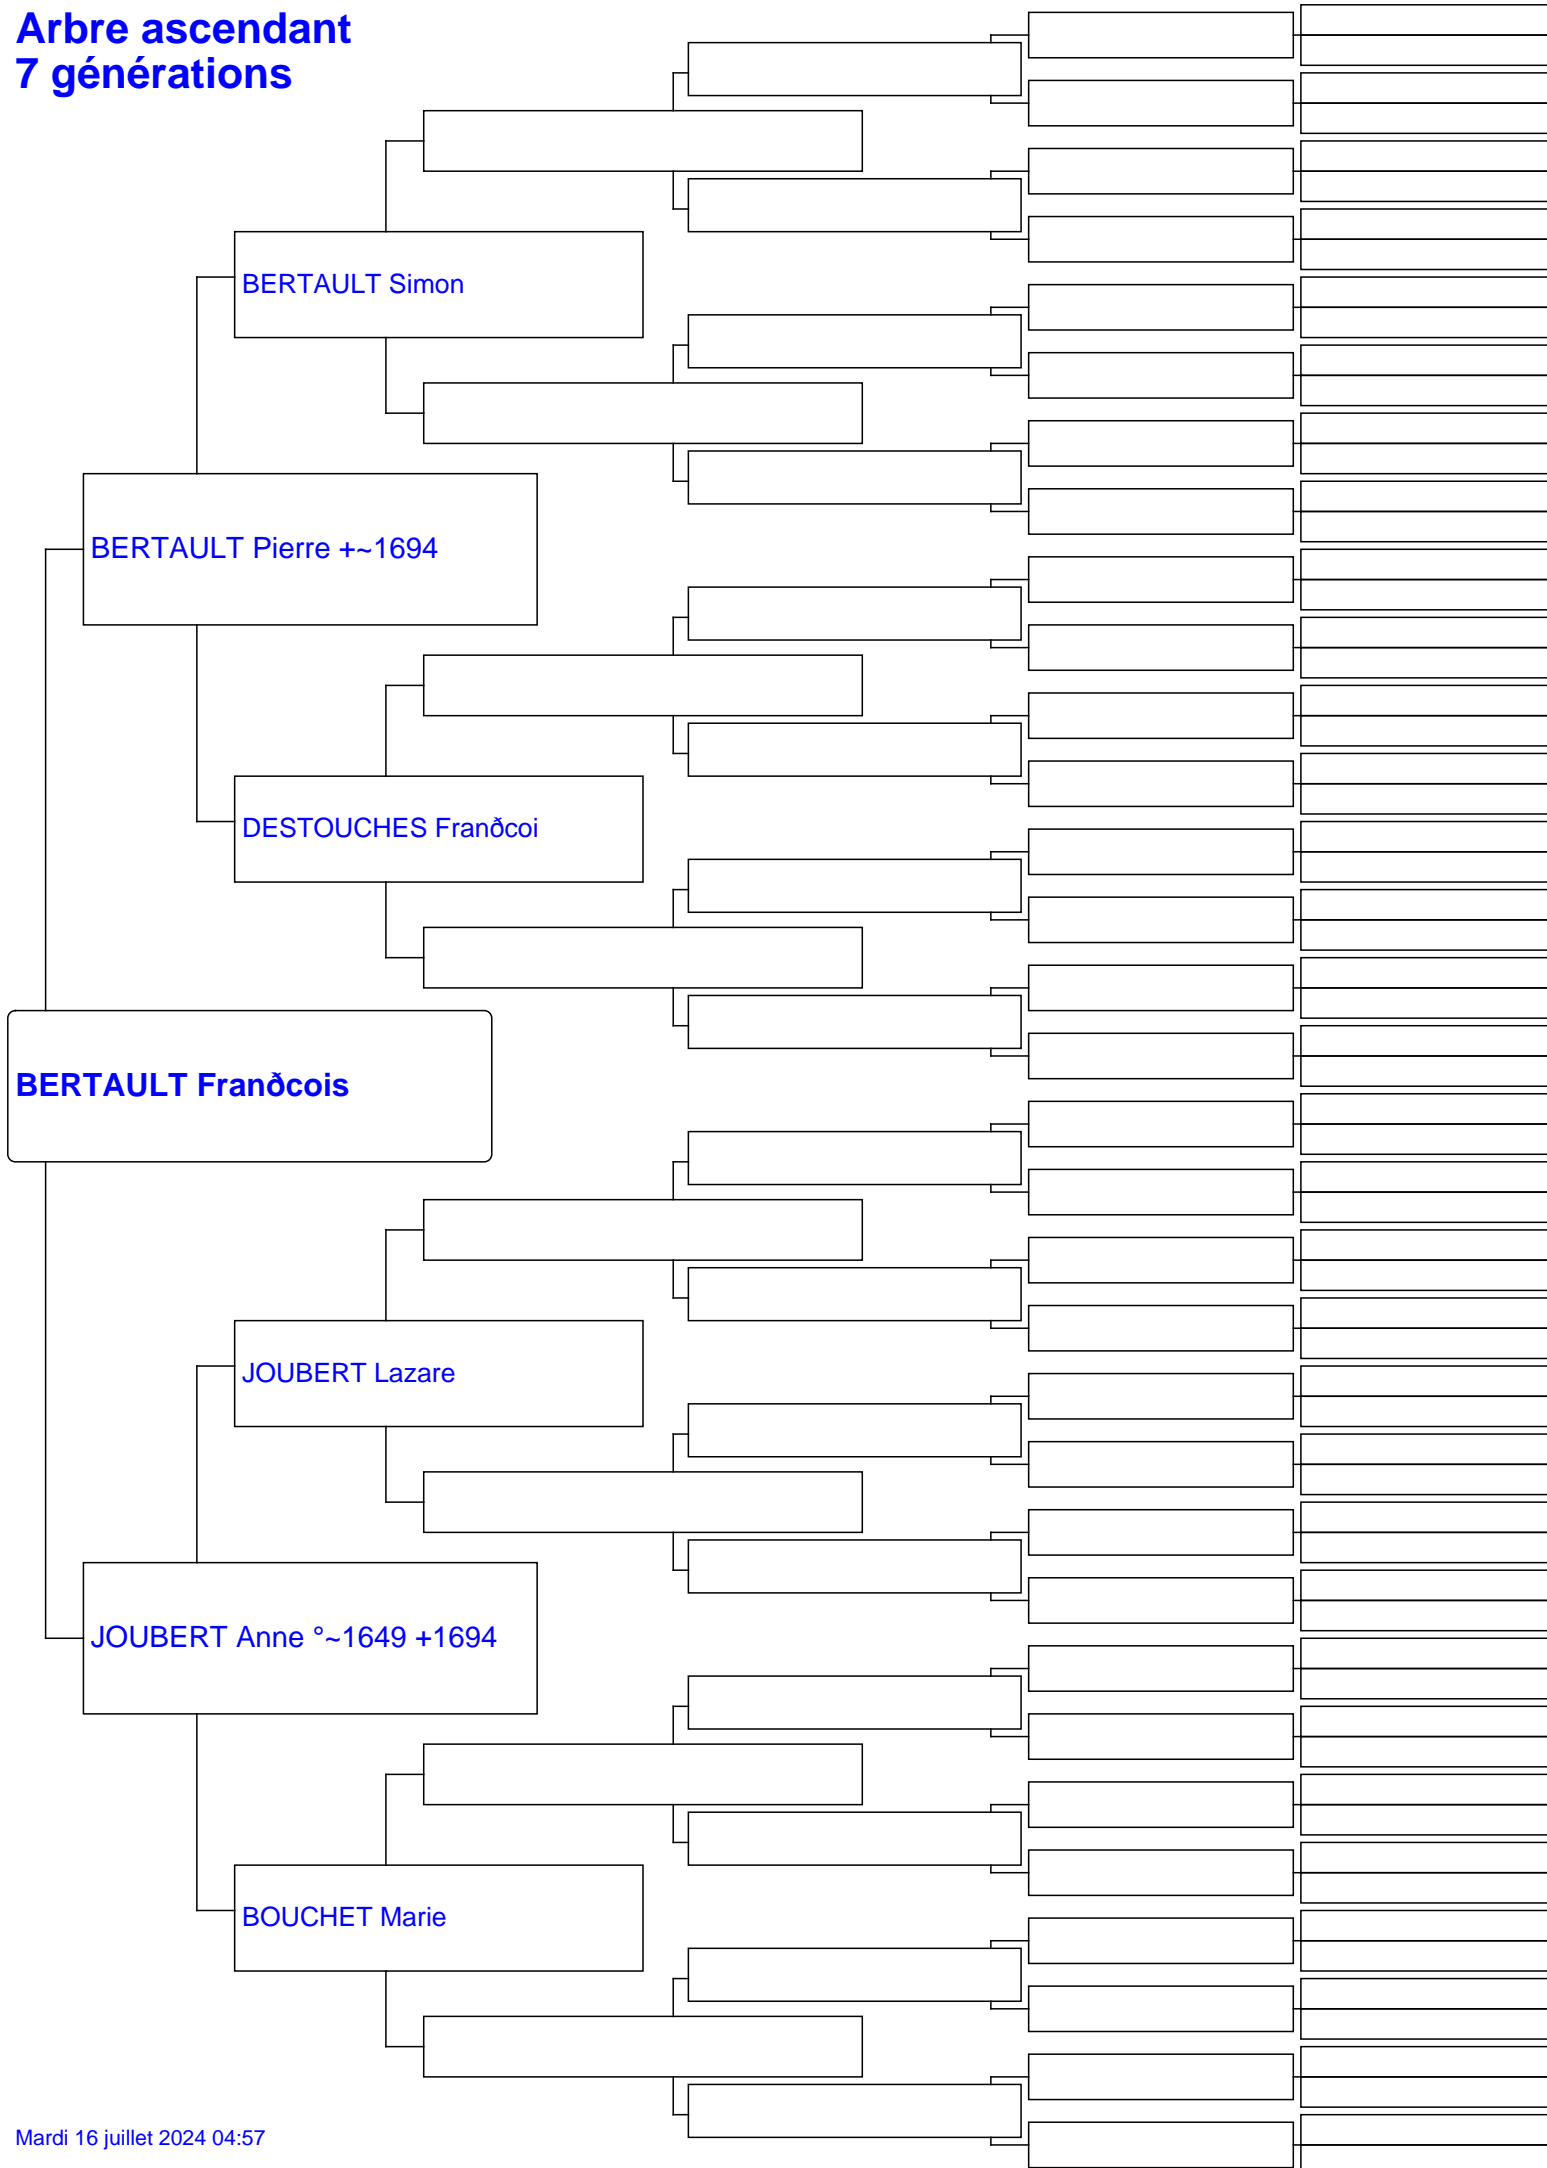 Arbre ascendant
7 générations
BERTAULT Simon
BERTAULT Pierre +~1694
DESTOUCHES Franðcoi
BERTAULT Franðcois
JOUBERT Lazare
JOUBERT Anne °~1649 +1694
BOUCHET Marie
Mardi 16 juillet 2024 04:57